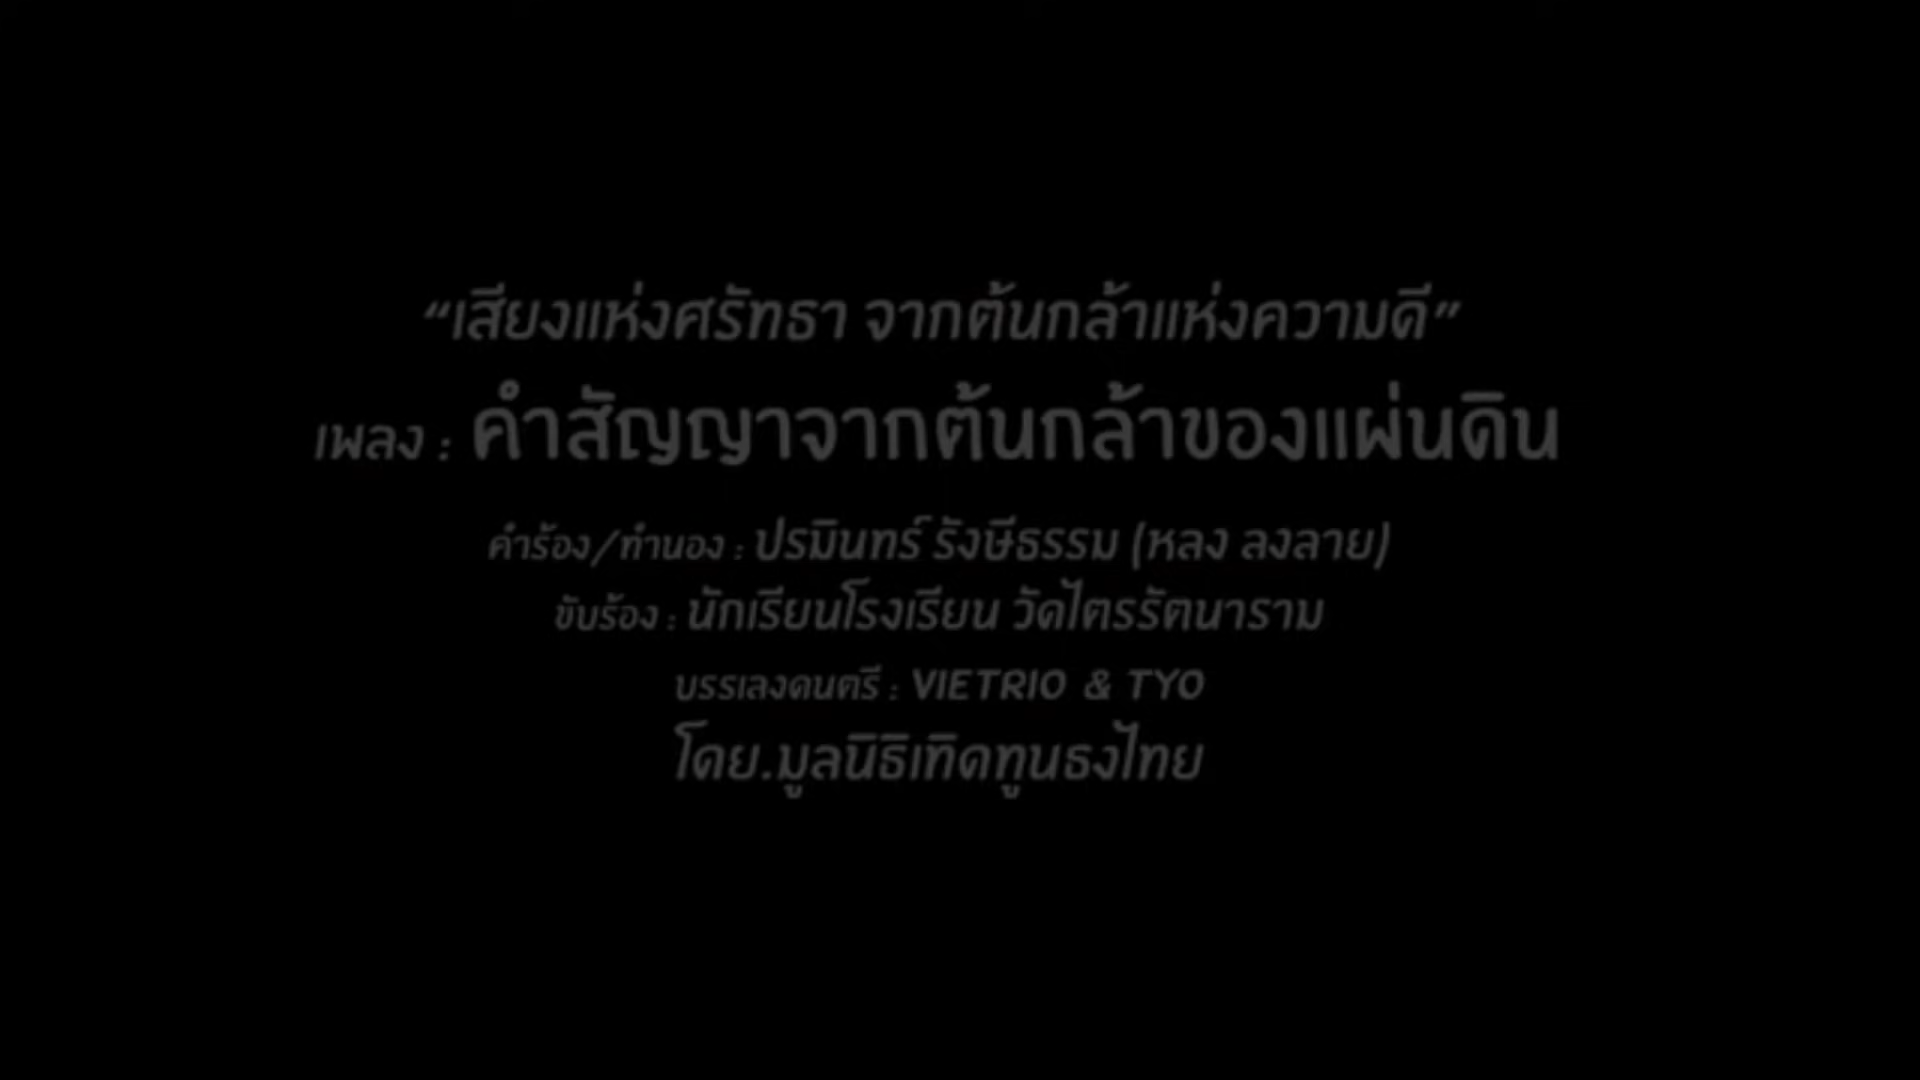 “เสียงแห่งศรัทธา จากต้นกล้าแห่งความดี”
เพลง : คำสัญญาจากต้นกล้าของแผ่นดิน
คำร้อง/ทำนอง : ปรมินทร์ รังษีธรรม (หลง ลงลาย)
ขับร้อง : นักเรียนโรงเรียน วัดไตรรัตนาราม
บรรเลงดนตรี : VIETRIO & TYO
โดย.มูลนิธิเทิดทูนธงไทย